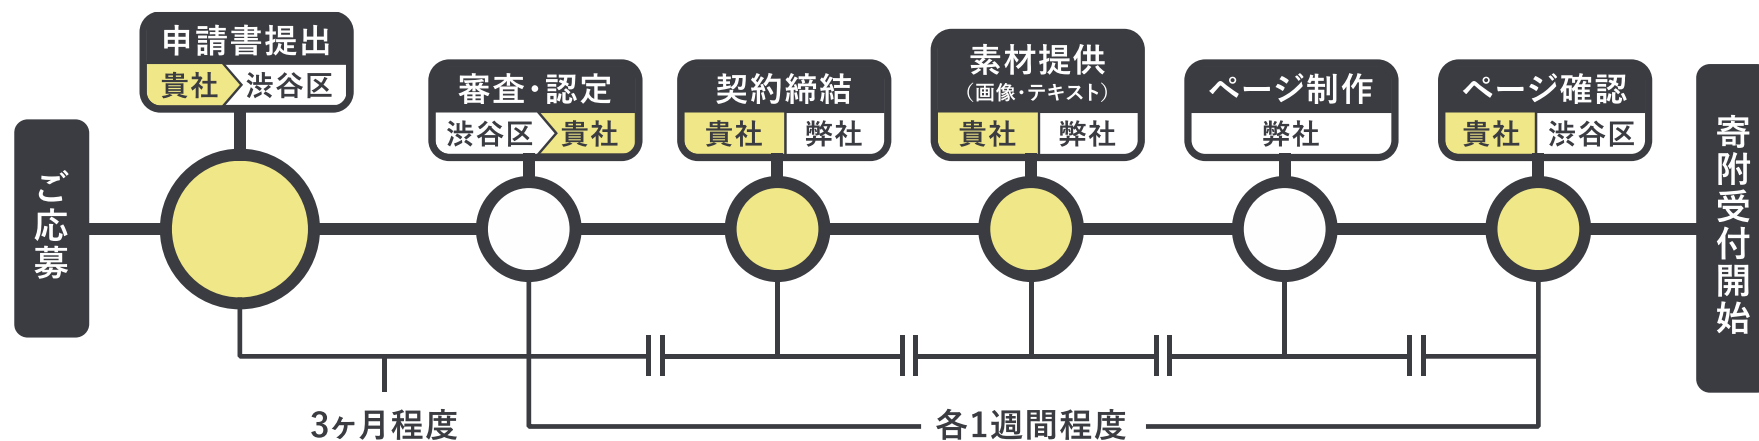 ご応募
申請書提出
貴社 渋谷区
審査・認定
渋谷区 貴社
契約締結
貴社 弊社
素材提供
（画像・テキスト）
貴社 弊社
ページ制作
弊社
ページ確認
貴社 渋谷区
寄附受付開始
3ヶ月程度
各1週間程度